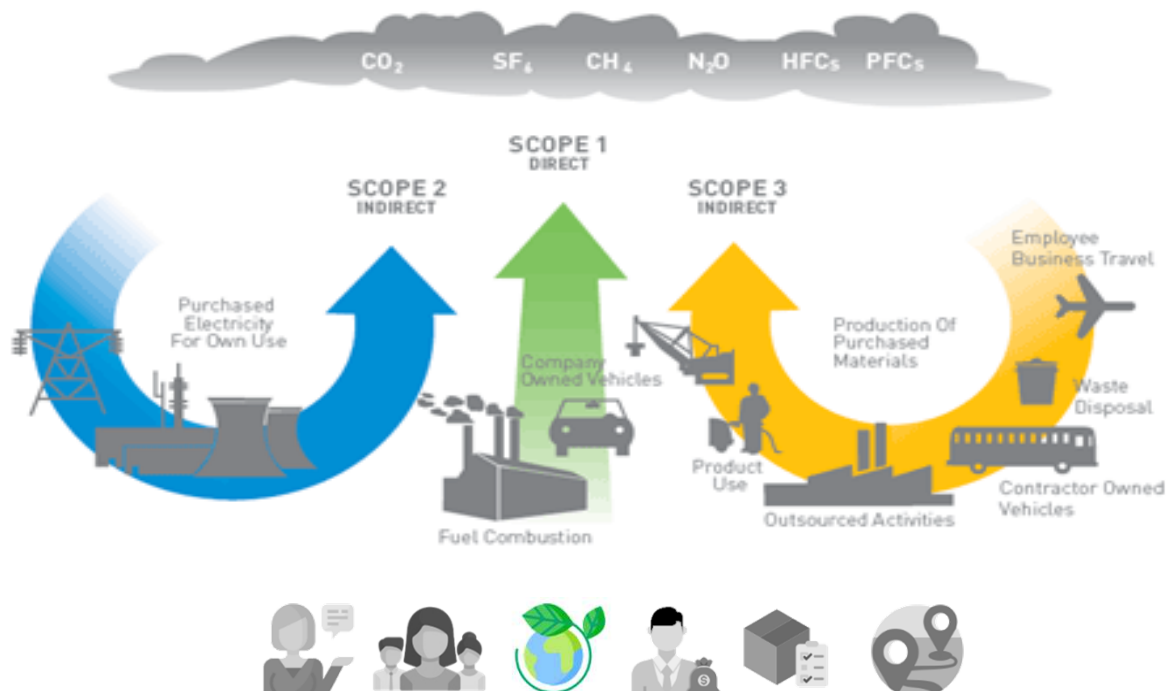 CO₂ SF₆ CH₄ N₂O HFCs PFCs
SCOPE 1
DIRECT
SCOPE 2
INDIRECT
SCOPE 3
INDIRECT
Purchased
Electricity
For Own Use
Company
Owned Vehicles
Fuel Combustion
Employee
Business Travel
Production Of
Purchased
Materials
Waste
Disposal
Product
Use
Contractor Owned
Vehicles
Outsourced Activities
$